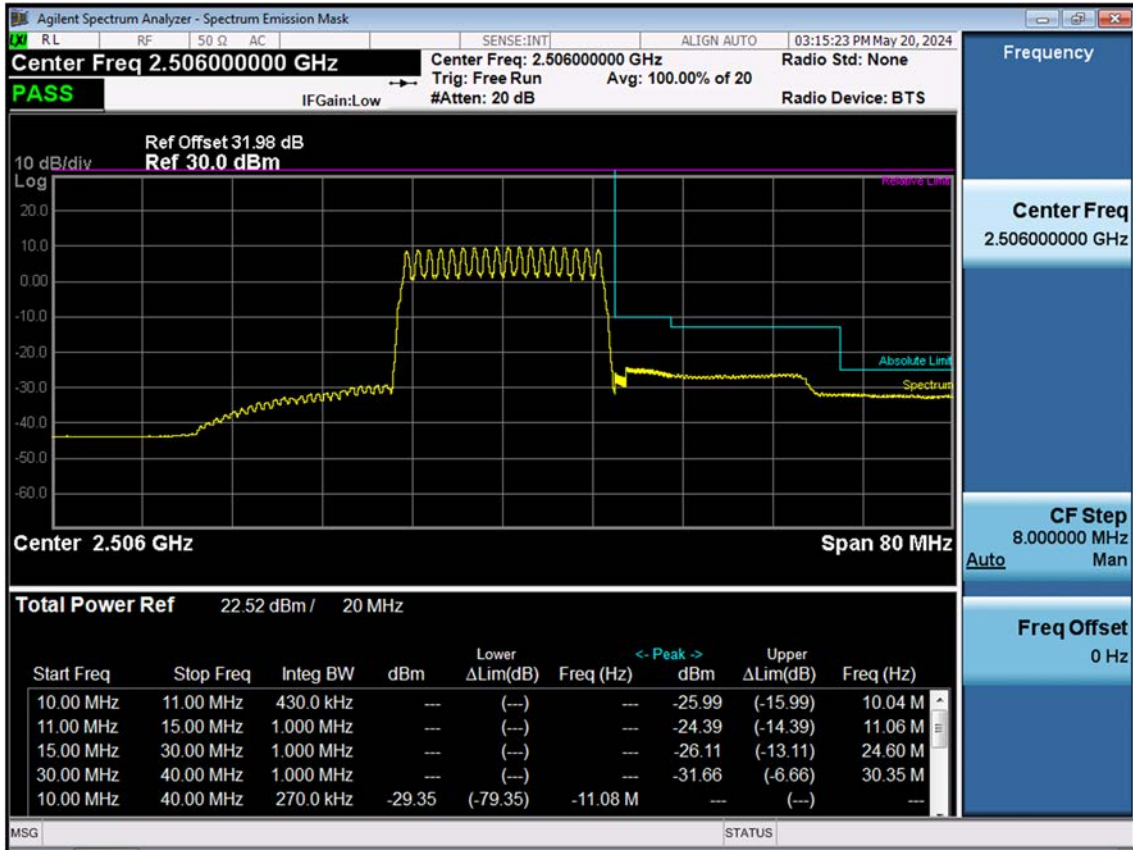 Agilent Spectrum Analyzer - Spectrum Emission Mask
LXI RL RF 50 Ω AC SENSE:INT ALIGN AUTO 03:15:23 PM May 20, 2024
Center Freq 2.506000000 GHz
Center Freq: 2.506000000 GHz
Radio Std: None
Trig: Free Run Avg: 100.00% of 20
PASS
IFGain:Low
#Atten: 20 dB
Radio Device: BTS
Ref Offset 31.98 dB
10 dB/div Ref 30.0 dBm
Log
Relative Limit
20.0
10.0
0.00
-10.0
-20.0
Absolute Limit
-30.0
Spectrum
-40.0
-50.0
-60.0
Center 2.506 GHz Span 80 MHz
Total Power Ref 22.52 dBm / 20 MHz
Lower <- Peak -> Upper
Start Freq Stop Freq Integ BW dBm ΔLim(dB) Freq (Hz) dBm ΔLim(dB) Freq (Hz)
10.00 MHz 11.00 MHz 430.0 kHz --- (---) --- -25.99 (-15.99) 10.04 M
11.00 MHz 15.00 MHz 1.000 MHz --- (---) --- -24.39 (-14.39) 11.06 M
15.00 MHz 30.00 MHz 1.000 MHz --- (---) --- -26.11 (-13.11) 24.60 M
30.00 MHz 40.00 MHz 1.000 MHz --- (---) --- -31.66 (-6.66) 30.35 M
10.00 MHz 40.00 MHz 270.0 kHz -29.35 (-79.35) -11.08 M --- (---) ---
MSG STATUS
Frequency
Center Freq
2.506000000 GHz
CF Step
8.000000 MHz
Auto Man
Freq Offset
0 Hz